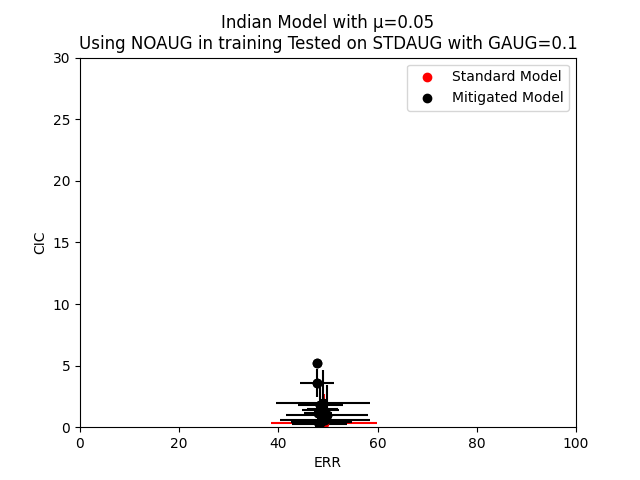 Indian Model with μ=0.05
Using NOAUG in training Tested on STDAUG with GAUG=0.1
30
25
20
15
10
5
0
CIC
Standard Model
Mitigated Model
0 20 40 60 80 100
ERR